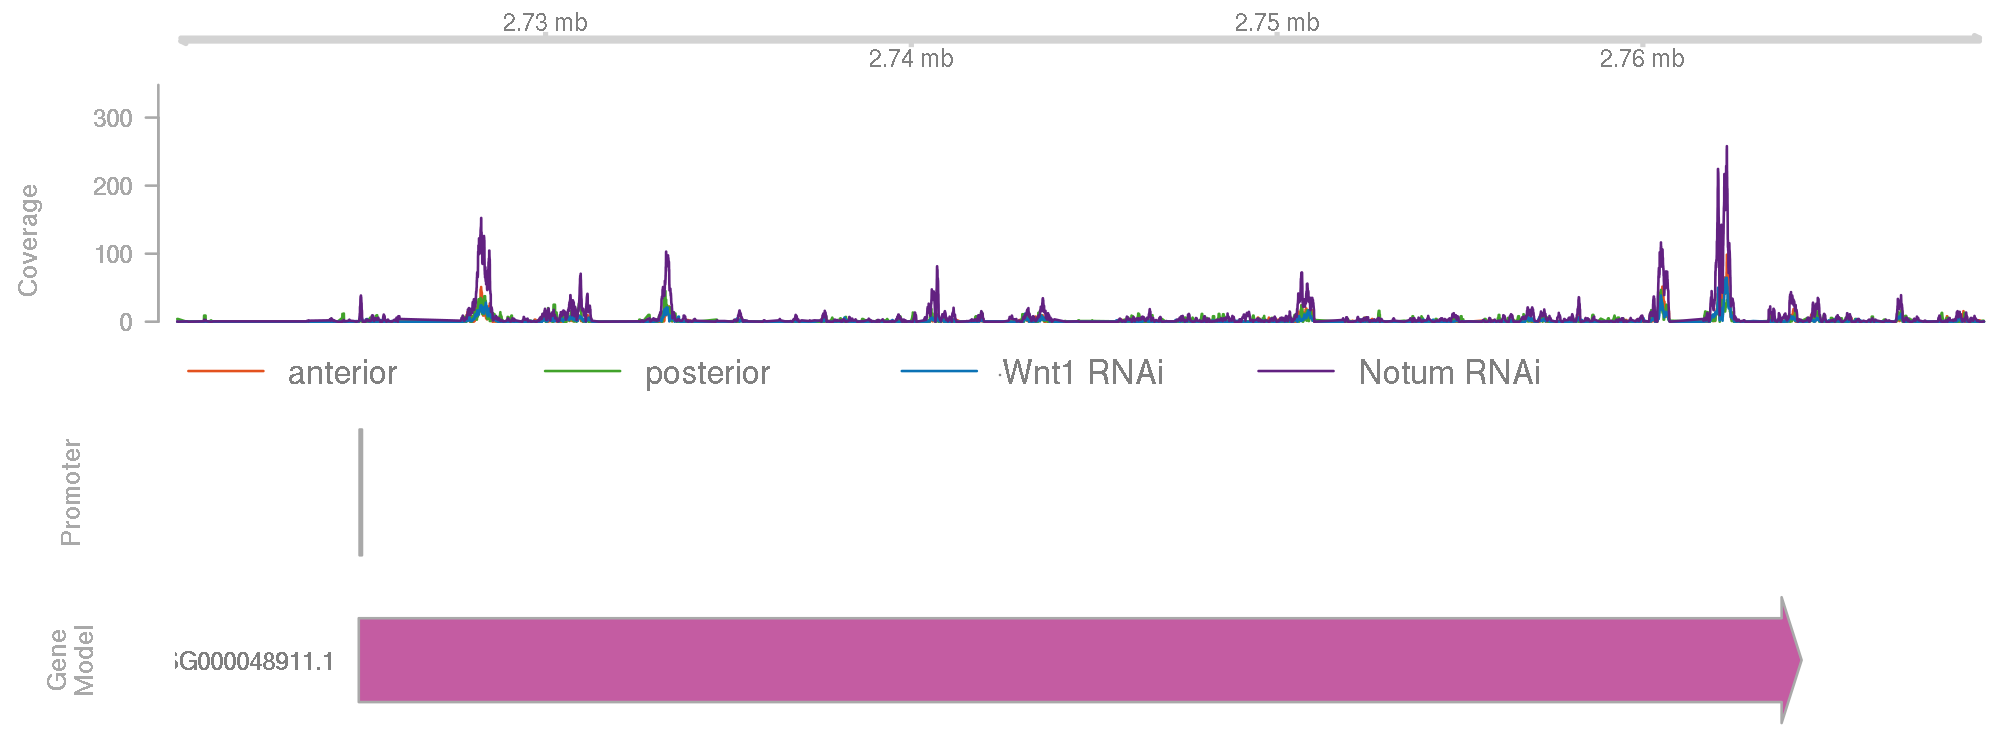 2.73 mb
2.75 mb
2.74 mb
2.76 mb
Coverage
300
200
100
0
anterior
posterior
Wnt1 RNAi
Notum RNAi
Promoter
Gene
Model
SG000048911.1